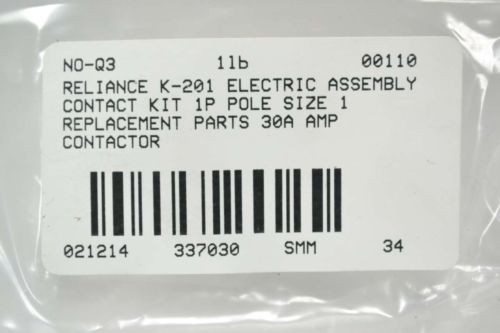 NO-Q3 1lb 00110
RELIANCE K-201 ELECTRIC ASSEMBLY
CONTACT KIT 1P POLE SIZE 1
REPLACEMENT PARTS 30A AMP
CONTACTOR
021214 337030 SMM 34